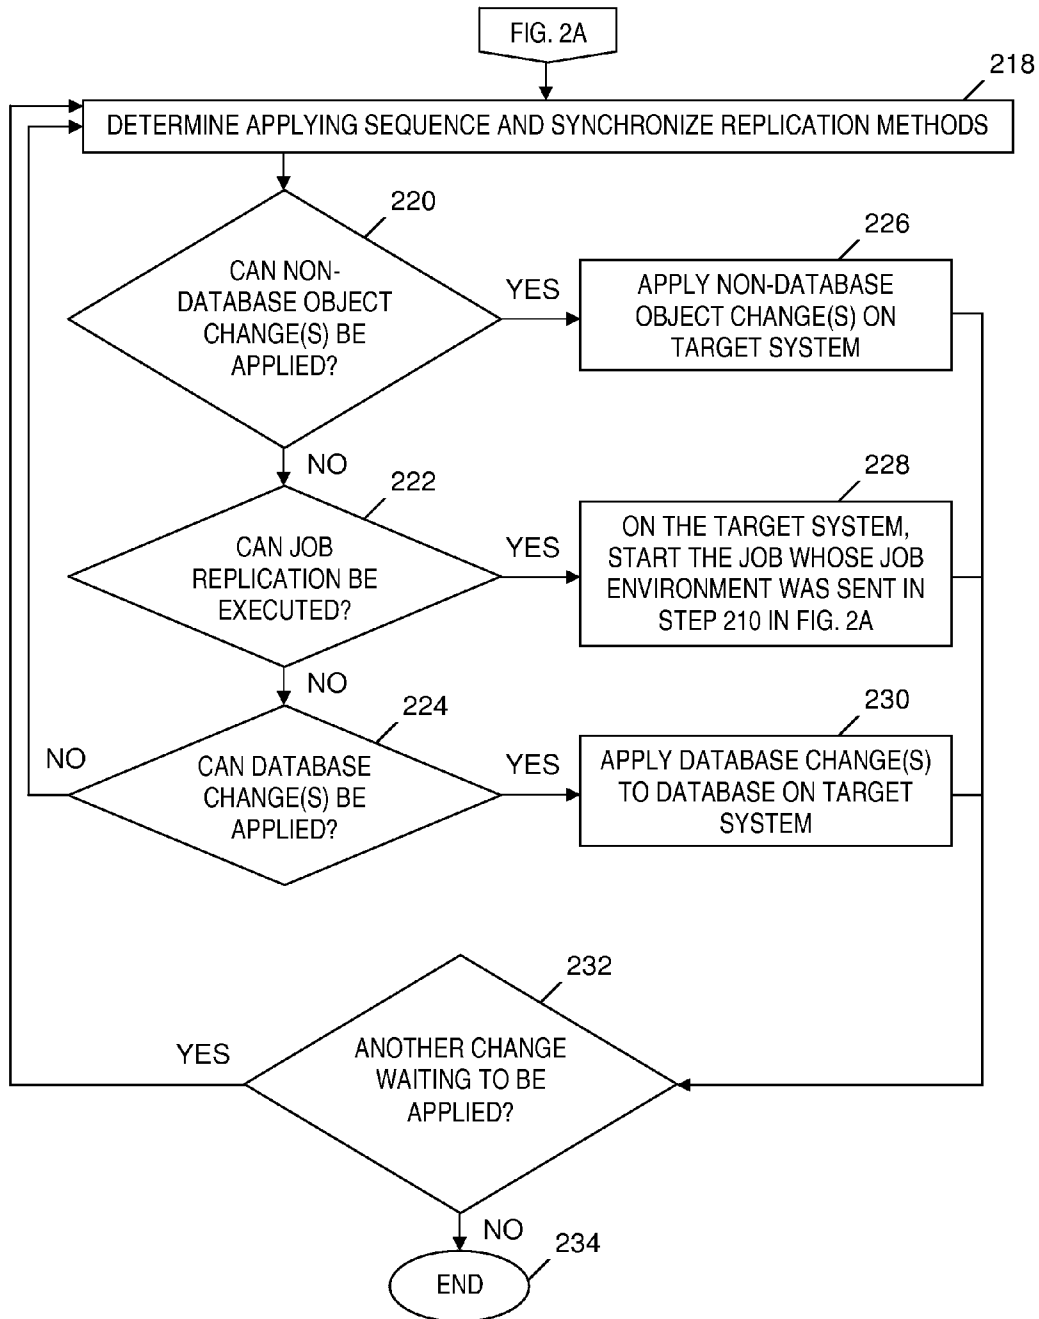 FIG. 2A
218
DETERMINE APPLYING SEQUENCE AND SYNCHRONIZE REPLICATION METHODS
220
CAN NON-
DATABASE OBJECT
CHANGE(S) BE
APPLIED?
YES
226
APPLY NON-DATABASE
OBJECT CHANGE(S) ON
TARGET SYSTEM
NO
222
CAN JOB
REPLICATION BE
EXECUTED?
YES
228
ON THE TARGET SYSTEM,
START THE JOB WHOSE JOB
ENVIRONMENT WAS SENT IN
STEP 210 IN FIG. 2A
NO
224
NO
CAN DATABASE
CHANGE(S) BE
APPLIED?
YES
230
APPLY DATABASE CHANGE(S)
TO DATABASE ON TARGET
SYSTEM
232
YES
ANOTHER CHANGE
WAITING TO BE
APPLIED?
NO
234
END